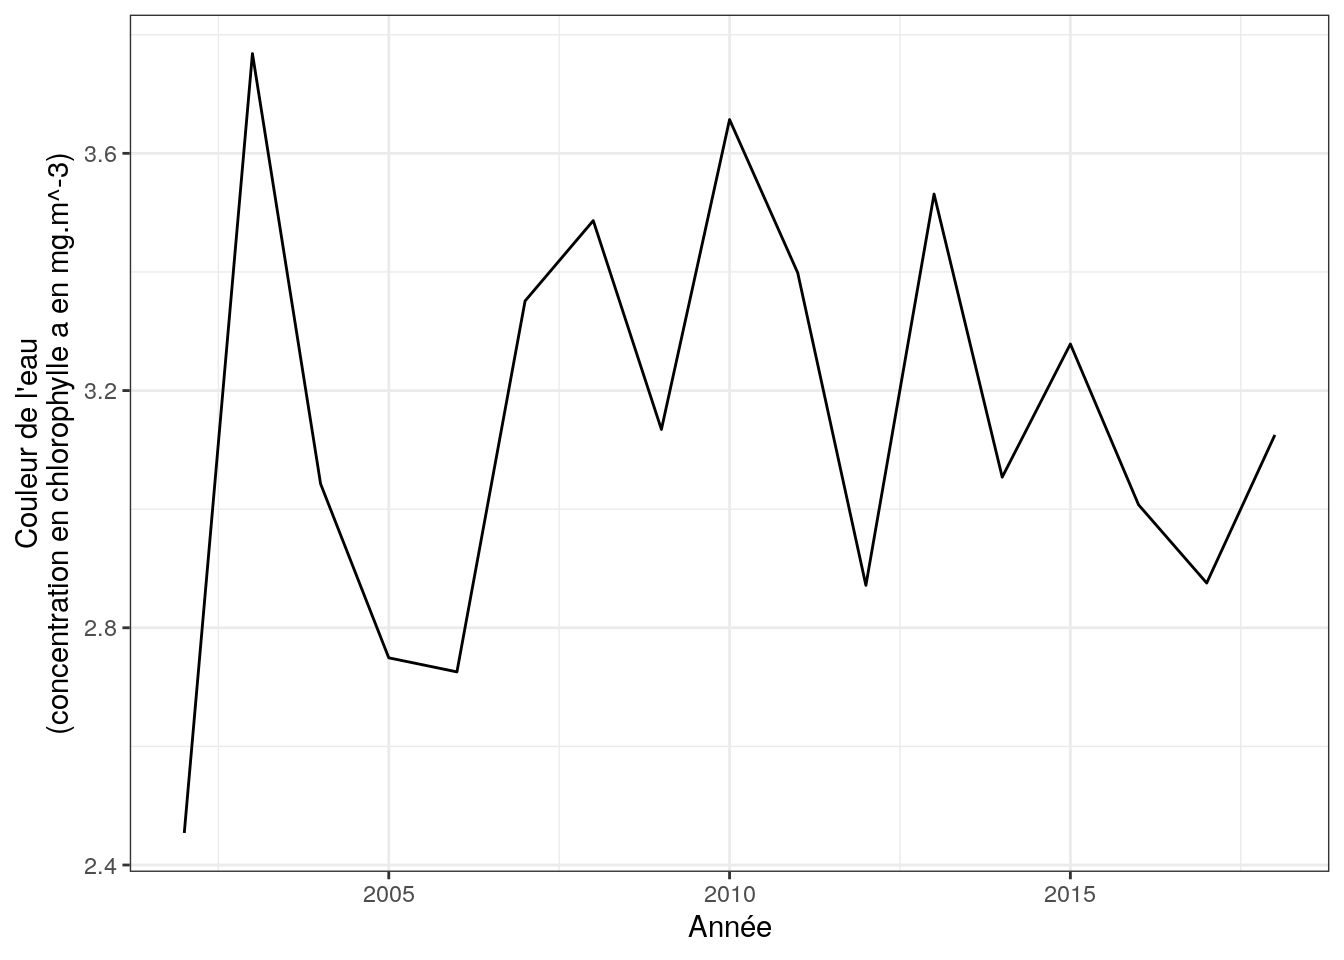 Couleur de l'eau
(concentration en chlorophylle a en mg.m^-3)
3.6
3.2
2.8
2.4
2005
2010
2015
Année